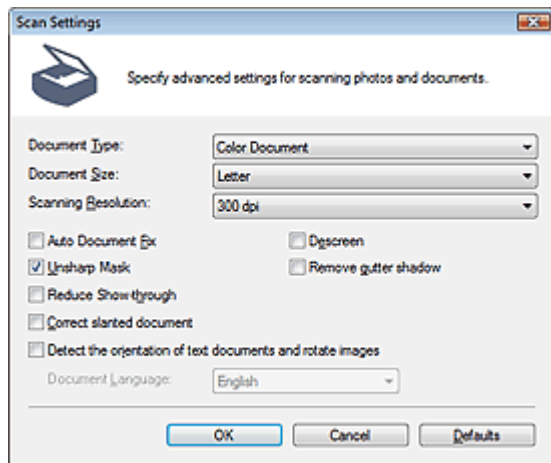 Scan Settings
Specify advanced settings for scanning photos and documents.
Document Type: Color Document
Document Size: Letter
Scanning Resolution: 300 dpi
Auto Document Fix Descreen
Unsharp Mask Remove gutter shadow
Reduce Show-through
Correct slanted document
Detect the orientation of text documents and rotate images
Document Language: English
OK Cancel Defaults